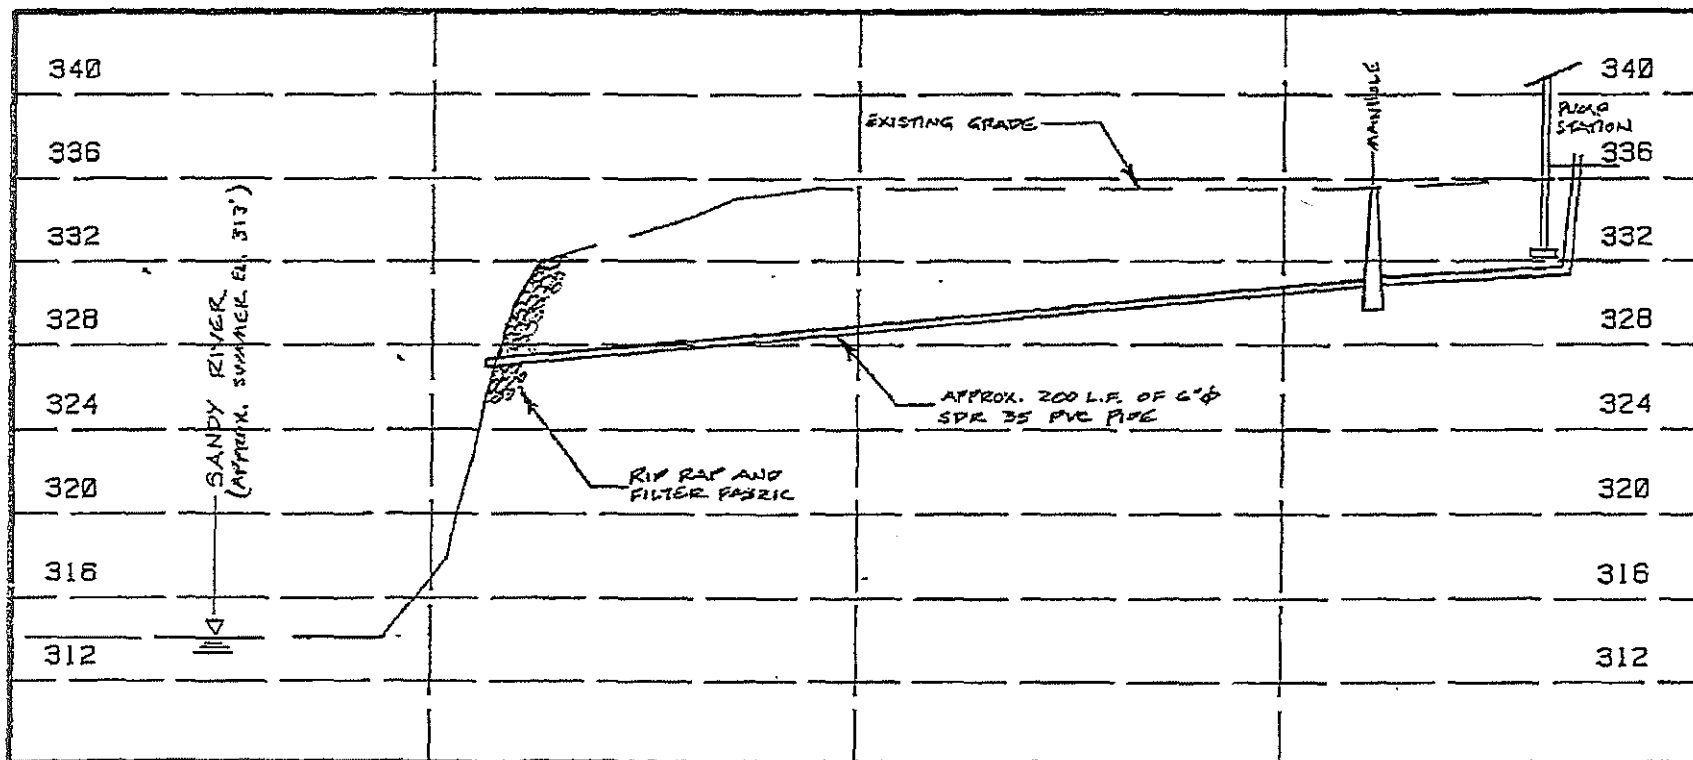 340
336
332
328
324
320
316
312
SANDY RIVER
(APPROX. SUMMER EL. 313')
EXISTING GRADE
MANHOLE
PUMP
STATION
APPROX. 200 L.F. OF 6"φ
SDR 35 PVC PIPE
RIP RAP AND
FILTER FABRIC
340
336
332
328
324
320
316
312